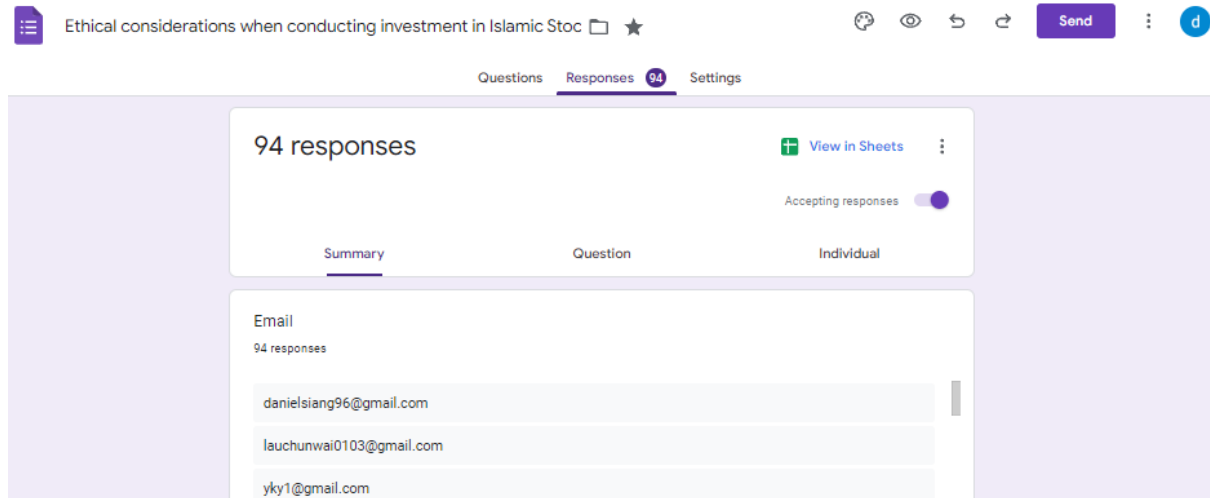 Ethical considerations when conducting investment in Islamic Stoc
Send
d
Questions Responses 94 Settings
94 responses
View in Sheets
Accepting responses
Summary Question Individual
Email
94 responses
danielsiang96@gmail.com
lauchunwai0103@gmail.com
yky1@gmail.com